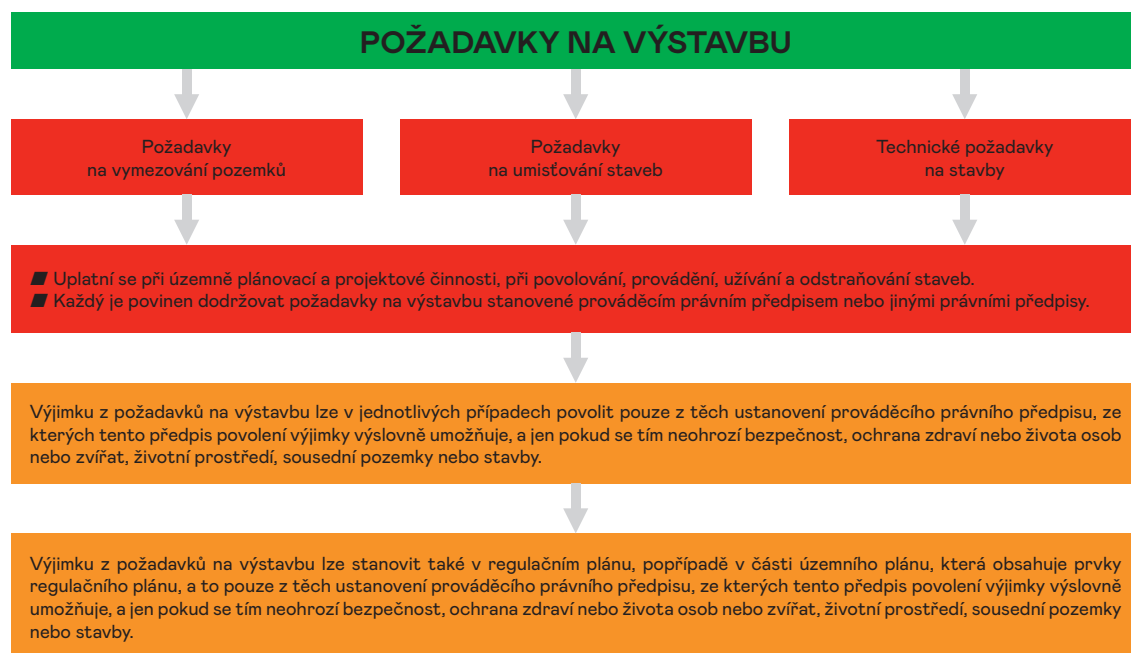 POŽADAVKY NA VÝSTAVBU
Požadavky
na vymezování pozemků
Požadavky
na umisťování staveb
Technické požadavky
na stavby
Uplatní se při územně plánovací a projektové činnosti, při povolování, provádění, užívání a odstraňování staveb.
Každý je povinen dodržovat požadavky na výstavbu stanovené prováděcím právním předpisem nebo jinými právními předpisy.
Výjimku z požadavků na výstavbu lze v jednotlivých případech povolit pouze z těch ustanovení prováděcího právního předpisu, ze
kterých tento předpis povolení výjimky výslovně umožňuje, a jen pokud se tím neohrozí bezpečnost, ochrana zdraví nebo života osob
nebo zvířat, životní prostředí, sousední pozemky nebo stavby.
Výjimku z požadavků na výstavbu lze stanovit také v regulačním plánu, popřípadě v části územního plánu, která obsahuje prvky
regulačního plánu, a to pouze z těch ustanovení prováděcího právního předpisu, ze kterých tento předpis povolení výjimky výslovně
umožňuje, a jen pokud se tím neohrozí bezpečnost, ochrana zdraví nebo života osob nebo zvířat, životní prostředí, sousední pozemky
nebo stavby.